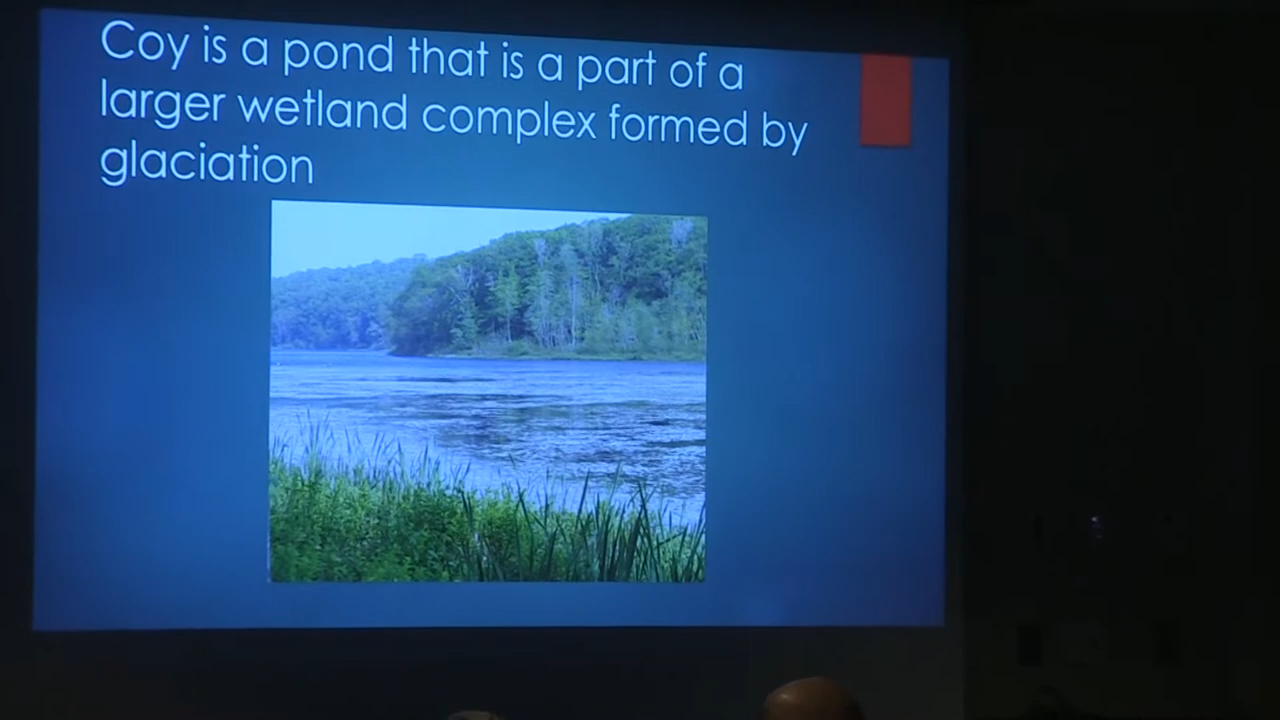 Coy is a pond that is a part of a
larger wetland complex formed by
glaciation